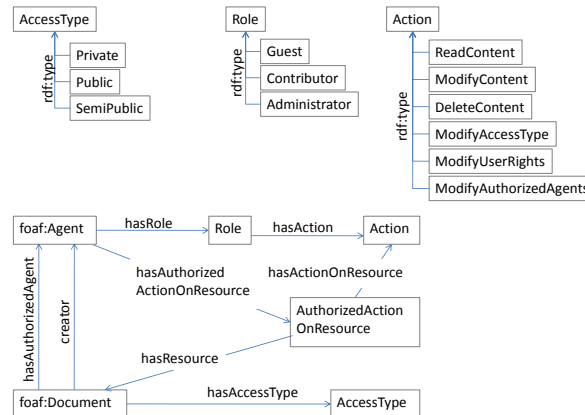 AccessType
rdf:type
Private
Public
SemiPublic
Role
rdf:type
Guest
Contributor
Administrator
Action
rdf:type
ReadContent
ModifyContent
DeleteContent
ModifyAccessType
ModifyUserRights
ModifyAuthorizedAgents
foaf:Agent
hasRole
Role
hasAction
Action
hasAuthorizedAgent
creator
hasAuthorized
ActionOnResource
hasActionOnResource
AuthorizedAction
OnResource
hasResource
foaf:Document
hasAccessType
AccessType